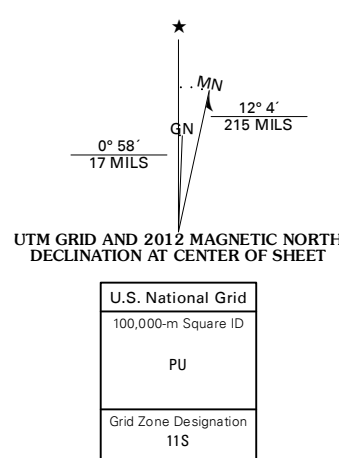 ★
MN
GN
12° 4´
215 MILS
0° 58´
17 MILS
UTM GRID AND 2012 MAGNETIC NORTH
DECLINATION AT CENTER OF SHEET
U.S. National Grid
100,000-m Square ID
PU
Grid Zone Designation
11S